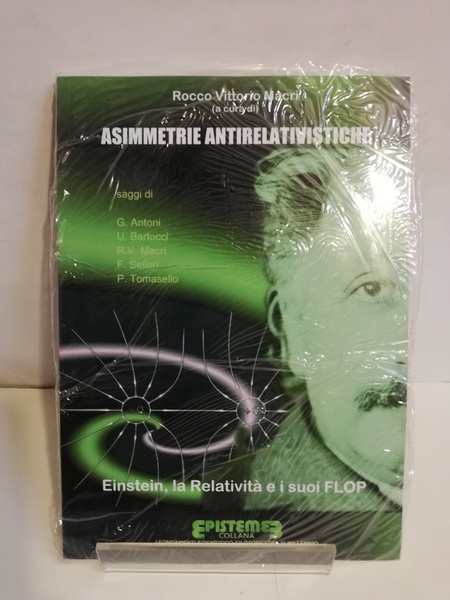 Rocco Vittorio Macrì
(a cura di)
ASIMMETRIE ANTIRELATIVISTICHE
saggi di
G. Antoni
U. Bartocci
R.V. Macrì
F. Selleri
P. Tomasello
Einstein, la Relatività e i suoi FLOP
EPISTEME
COLLANA